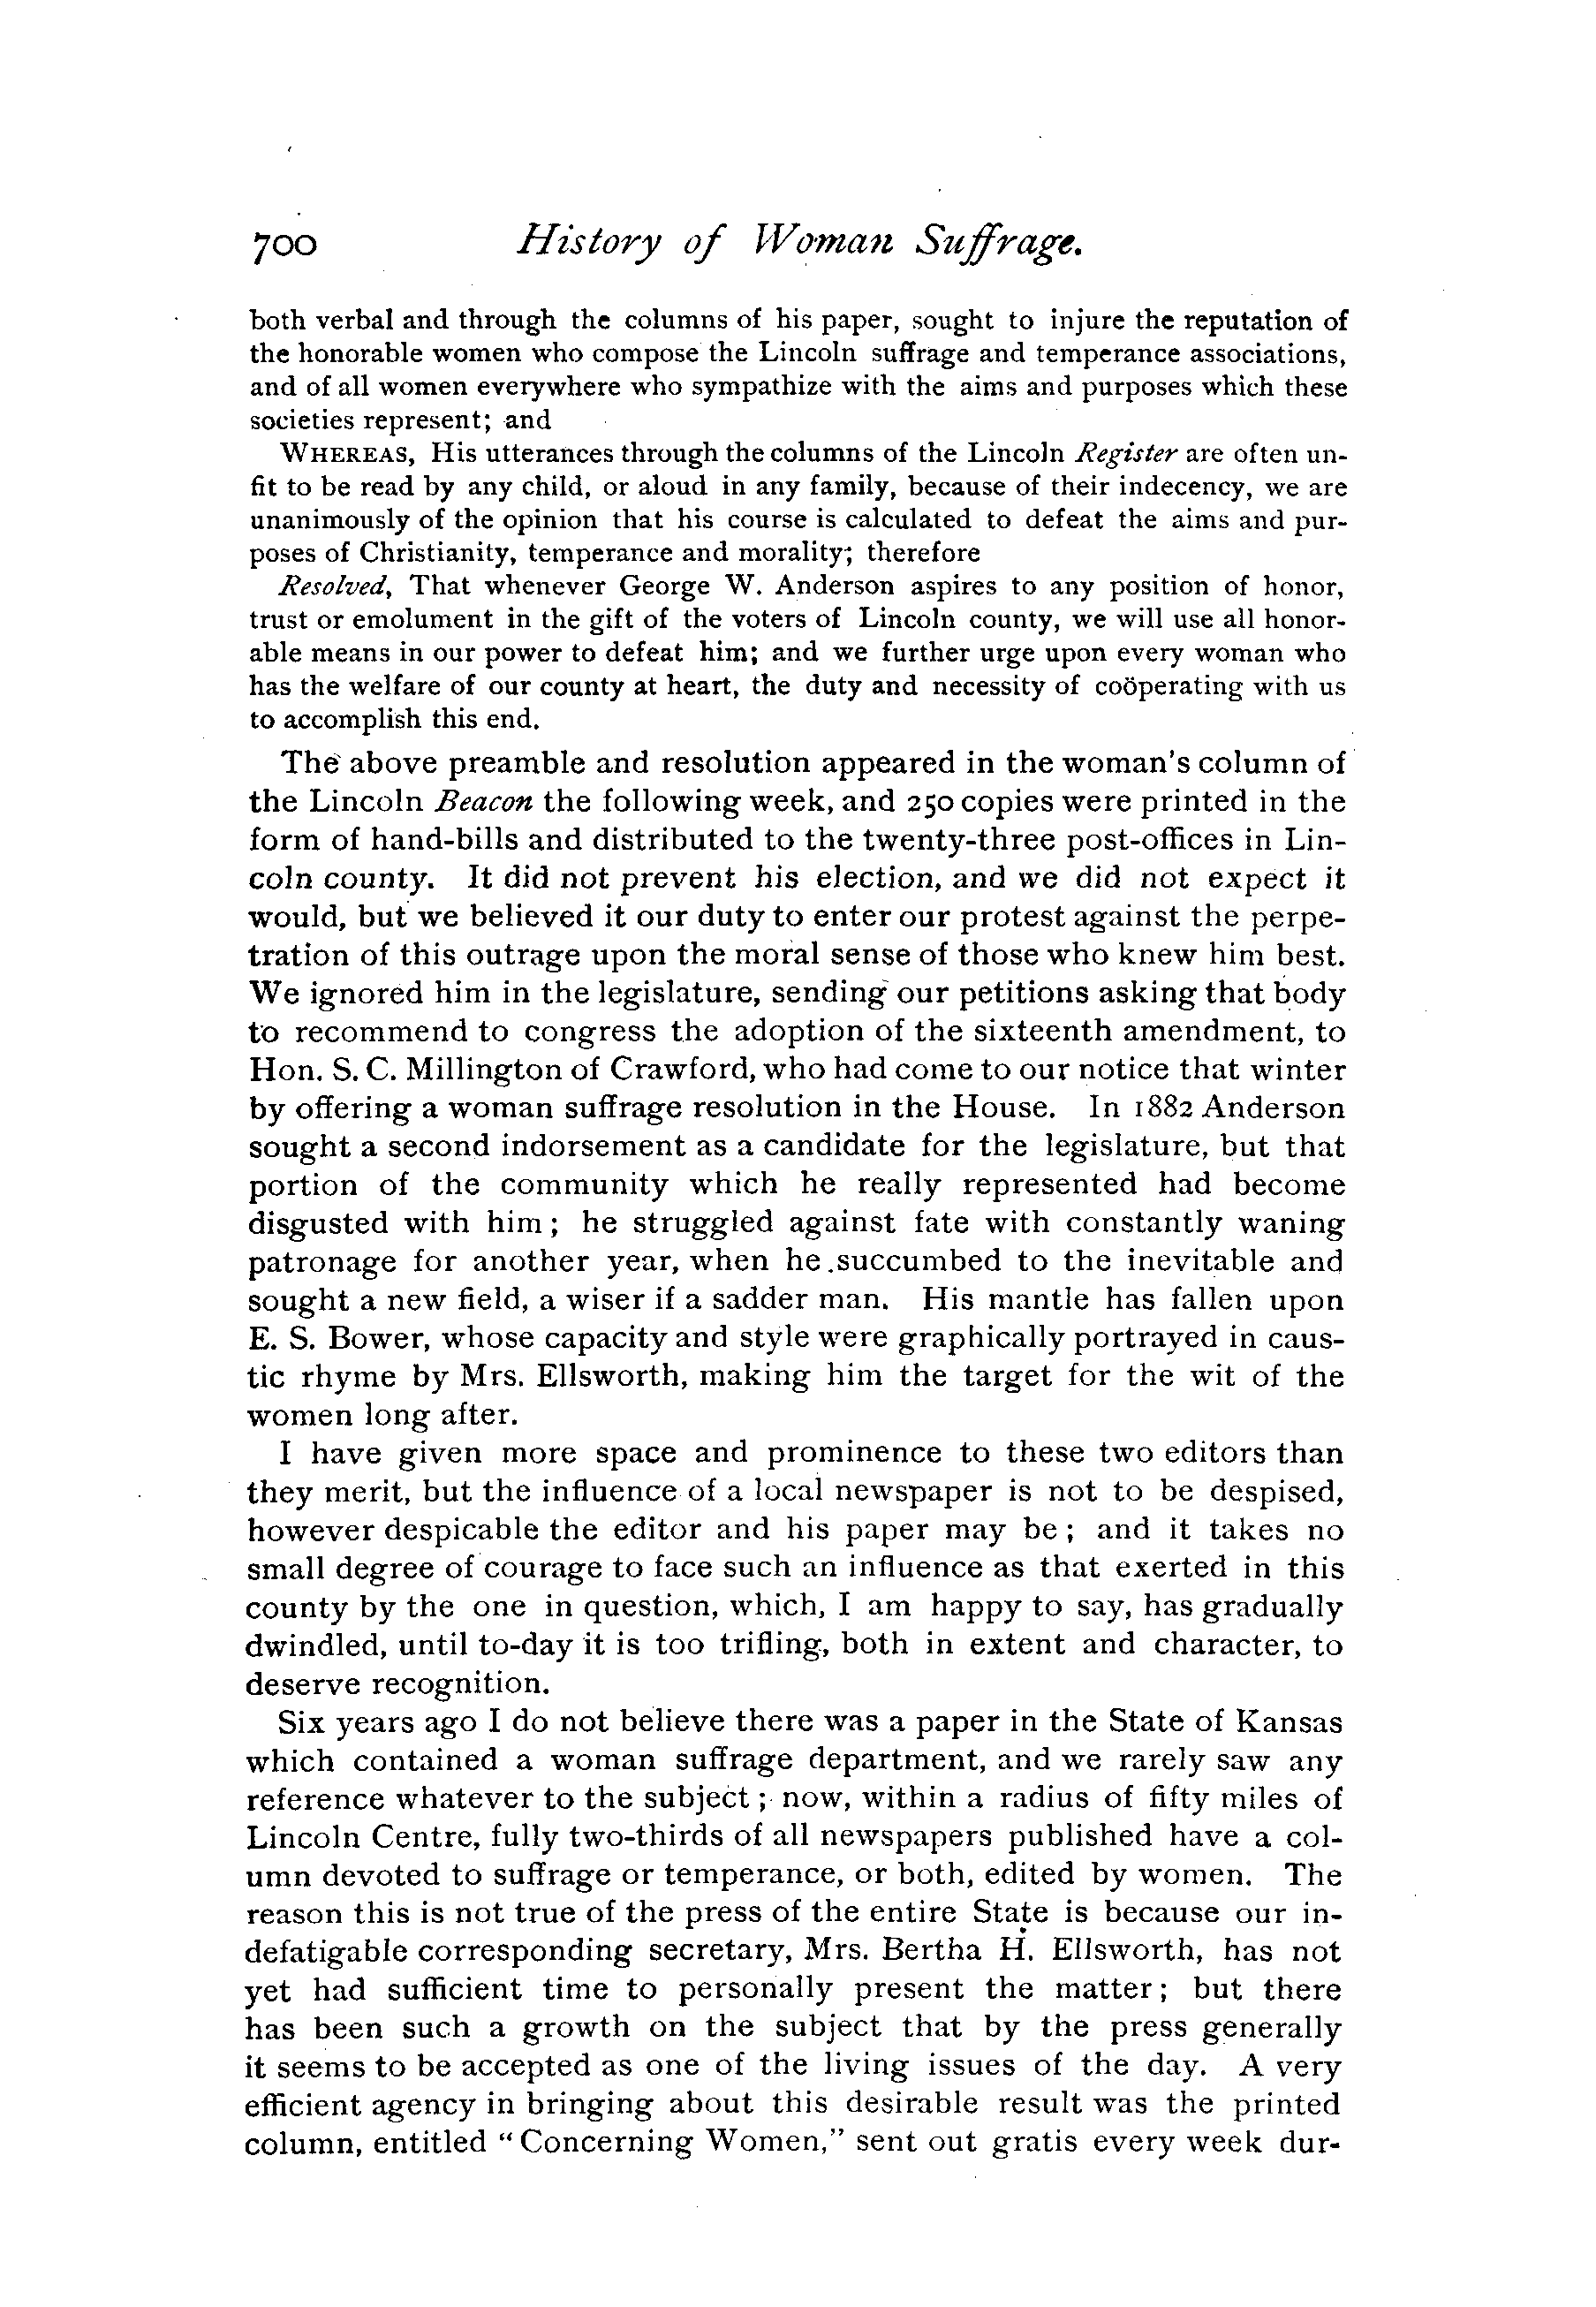 700 History of Woman Suffrage.
both verbal and through the columns of his paper, sought to injure the reputation of
the honorable women who compose the Lincoln suffrage and temperance associations,
and of all women everywhere who sympathize with the aims and purposes which these
societies represent; and
WHEREAS, His utterances through the columns of the Lincoln Register are often un-
fit to be read by any child, or aloud in any family, because of their indecency, we are
unanimously of the opinion that his course is calculated to defeat the aims and pur-
poses of Christianity, temperance and morality; therefore
Resolved, That whenever George W. Anderson aspires to any position of honor,
trust or emolument in the gift of the voters of Lincoln county, we will use all honor-
able means in our power to defeat him; and we further urge upon every woman who
has the welfare of our county at heart, the duty and necessity of coöperating with us
to accomplish this end.
The above preamble and resolution appeared in the woman's column of
the Lincoln Beacon the following week, and 250 copies were printed in the
form of hand-bills and distributed to the twenty-three post-offices in Lin-
coln county. It did not prevent his election, and we did not expect it
would, but we believed it our duty to enter our protest against the perpe-
tration of this outrage upon the moral sense of those who knew him best.
We ignored him in the legislature, sending our petitions asking that body
to recommend to congress the adoption of the sixteenth amendment, to
Hon. S. C. Millington of Crawford, who had come to our notice that winter
by offering a woman suffrage resolution in the House. In 1882 Anderson
sought a second indorsement as a candidate for the legislature, but that
portion of the community which he really represented had become
disgusted with him; he struggled against fate with constantly waning
patronage for another year, when he succumbed to the inevitable and
sought a new field, a wiser if a sadder man. His mantle has fallen upon
E. S. Bower, whose capacity and style were graphically portrayed in caus-
tic rhyme by Mrs. Ellsworth, making him the target for the wit of the
women long after.
I have given more space and prominence to these two editors than
they merit, but the influence of a local newspaper is not to be despised,
however despicable the editor and his paper may be; and it takes no
small degree of courage to face such an influence as that exerted in this
county by the one in question, which, I am happy to say, has gradually
dwindled, until to-day it is too trifling, both in extent and character, to
deserve recognition.
Six years ago I do not believe there was a paper in the State of Kansas
which contained a woman suffrage department, and we rarely saw any
reference whatever to the subject; now, within a radius of fifty miles of
Lincoln Centre, fully two-thirds of all newspapers published have a col-
umn devoted to suffrage or temperance, or both, edited by women. The
reason this is not true of the press of the entire State is because our in-
defatigable corresponding secretary, Mrs. Bertha H. Ellsworth, has not
yet had sufficient time to personally present the matter; but there
has been such a growth on the subject that by the press generally
it seems to be accepted as one of the living issues of the day. A very
efficient agency in bringing about this desirable result was the printed
column, entitled "Concerning Women," sent out gratis every week dur-